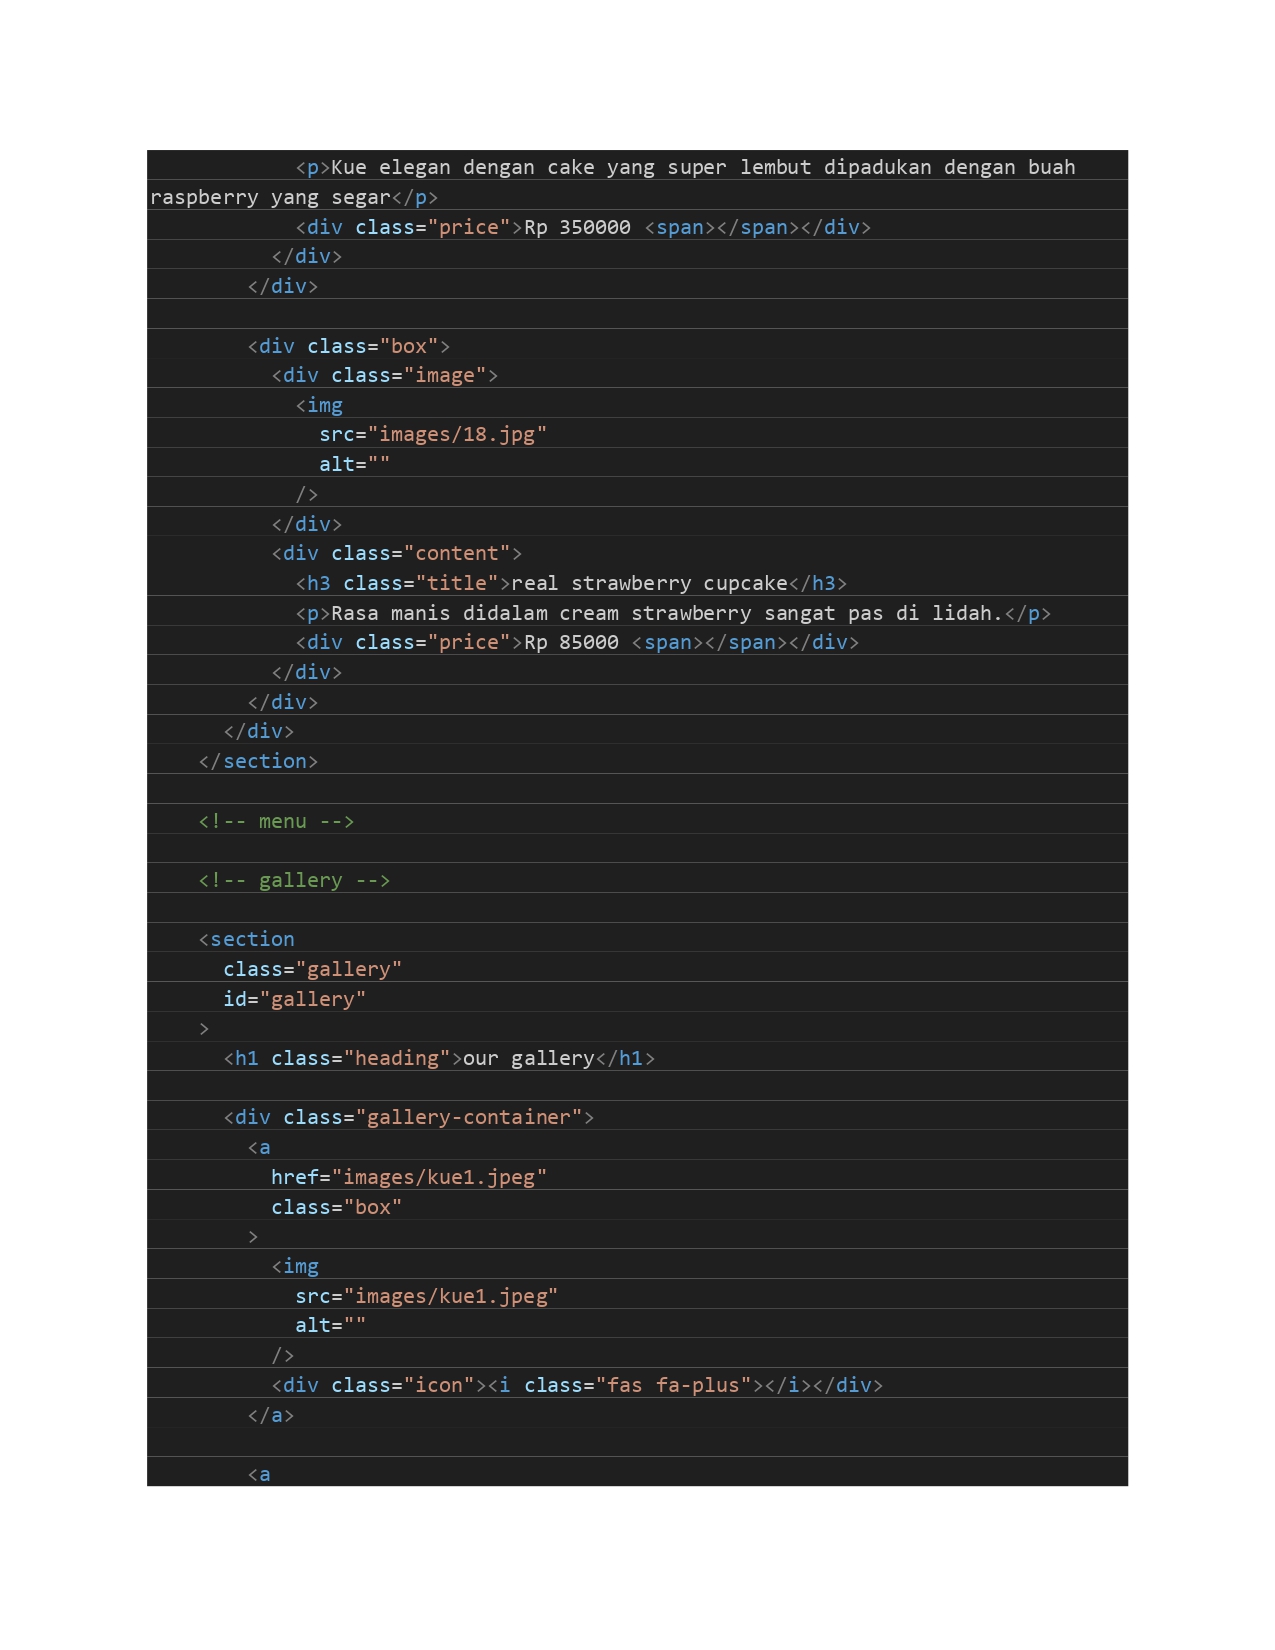 <p>Kue elegan dengan cake yang super lembut dipadukan dengan buah
raspberry yang segar</p>
<div class="price">Rp 350000 <span></span></div>
</div>
</div>
<div class="box">
<div class="image">
<img
src="images/18.jpg"
alt=""
/>
</div>
<div class="content">
<h3 class="title">real strawberry cupcake</h3>
<p>Rasa manis didalam cream strawberry sangat pas di lidah.</p>
<div class="price">Rp 85000 <span></span></div>
</div>
</div>
</div>
</section>
<!-- menu -->
<!-- gallery -->
<section
class="gallery"
id="gallery"
>
<h1 class="heading">our gallery</h1>
<div class="gallery-container">
<a
href="images/kue1.jpeg"
class="box"
>
<img
src="images/kue1.jpeg"
alt=""
/>
<div class="icon"><i class="fas fa-plus"></i></div>
</a>
<a